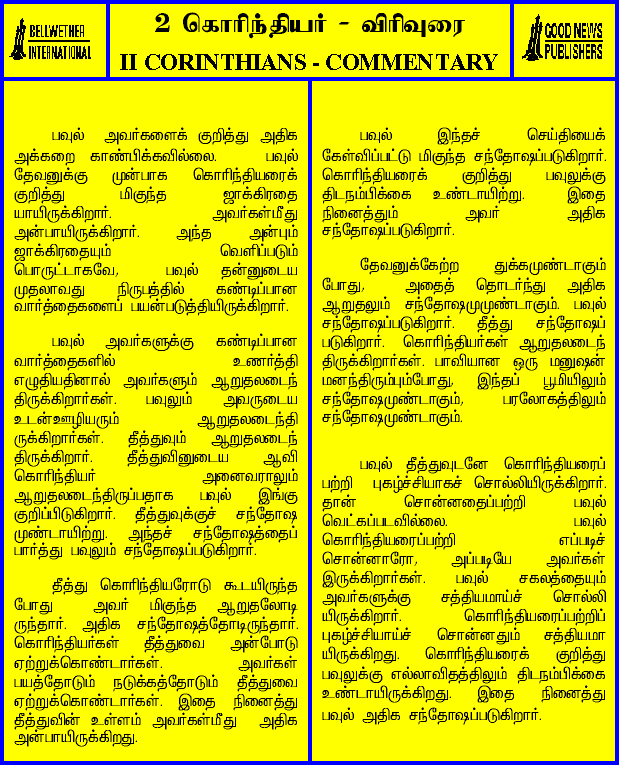 BELLWETHER
INTERNATIONAL
2 கொரிந்தியர் - விரிவுரை
II CORINTHIANS - COMMENTARY
GOOD NEWS
PUBLISHERS
பவுல் அவர்களைக் குறித்து அதிக
அக்கறை காண்பிக்கவில்லை. பவுல்
தேவனுக்கு முன்பாக கொரிந்தியரைக்
குறித்து மிகுந்த ஜாக்கிரதை
யாயிருக்கிறார். அவர்கள்மீது
அன்பாயிருக்கிறார். அந்த அன்பும்
ஜாக்கிரதையும் வெளிப்படும்
பொருட்டாகவே, பவுல் தன்னுடைய
முதலாவது நிருபத்தில் கண்டிப்பான
வார்த்தைகளைப் பயன்படுத்தியிருக்கிறார்.
பவுல் அவர்களுக்கு கண்டிப்பான
வார்த்தைகளில் உணர்த்தி
எழுதியதினால் அவர்களும் ஆறுதலடைந்
திருக்கிறார்கள். பவுலும் அவருடைய
உடன்ஊழியரும் ஆறுதலடைந்தி
ருக்கிறார்கள். தீத்துவும் ஆறுதலடைந்
திருக்கிறார். தீத்துவினுடைய ஆவி
கொரிந்தியர் அனைவராலும்
ஆறுதலடைந்திருப்பதாக பவுல் இங்கு
குறிப்பிடுகிறார். தீத்துவுக்குச் சந்தோஷ
முண்டாயிற்று. அந்தச் சந்தோஷத்தைப்
பார்த்து பவுலும் சந்தோஷப்படுகிறார்.
தீத்து கொரிந்தியரோடு கூடயிருந்த
போது அவர் மிகுந்த ஆறுதலோடி
ருந்தார். அதிக சந்தோஷத்தோடிருந்தார்.
கொரிந்தியர்கள் தீத்துவை அன்போடு
ஏற்றுக்கொண்டார்கள். அவர்கள்
பயத்தோடும் நடுக்கத்தோடும் தீத்துவை
ஏற்றுக்கொண்டார்கள். இதை நினைத்து
தீத்துவின் உள்ளம் அவர்கள்மீது அதிக
அன்பாயிருக்கிறது.
பவுல் இந்தச் செய்தியைக்
கேள்விப்பட்டு மிகுந்த சந்தோஷப்படுகிறார்.
கொரிந்தியரைக் குறித்து பவுலுக்கு
திடநம்பிக்கை உண்டாயிற்று. இதை
நினைத்தும் அவர் அதிக
சந்தோஷப்படுகிறார்.
தேவனுக்கேற்ற துக்கமுண்டாகும்
போது, அதைத் தொடர்ந்து அதிக
ஆறுதலும் சந்தோஷமுமுண்டாகும். பவுல்
சந்தோஷப்படுகிறார். தீத்து சந்தோஷப்
படுகிறார். கொரிந்தியர்கள் ஆறுதலடைந்
திருக்கிறார்கள். பாவியான ஒரு மனுஷன்
மனந்திரும்பும்போது, இந்தப் பூமியிலும்
சந்தோஷமுண்டாகும், பரலோகத்திலும்
சந்தோஷமுண்டாகும்.
பவுல் தீத்துவுடனே கொரிந்தியரைப்
பற்றி புகழ்ச்சியாகச் சொல்லியிருக்கிறார்.
தான் சொன்னதைப்பற்றி பவுல்
வெட்கப்படவில்லை. பவுல்
கொரிந்தியரைப்பற்றி எப்படிச்
சொன்னாரோ, அப்படியே அவர்கள்
இருக்கிறார்கள். பவுல் சகலத்தையும்
அவர்களுக்கு சத்தியமாய்ச் சொல்லி
யிருக்கிறார். கொரிந்தியரைப்பற்றிப்
புகழ்ச்சியாய்ச் சொன்னதும் சத்தியமா
யிருக்கிறது. கொரிந்தியரைக் குறித்து
பவுலுக்கு எல்லாவிதத்திலும் திடநம்பிக்கை
உண்டாயிருக்கிறது. இதை நினைத்து
பவுல் அதிக சந்தோஷப்படுகிறார்.